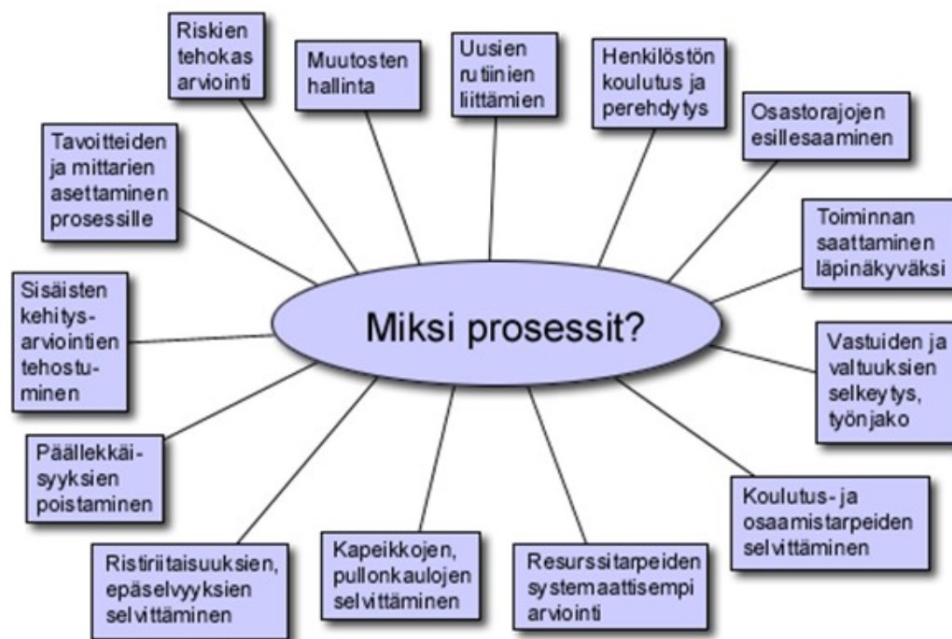 Riskien
tehokas
arviointi
Muutosten
hallinta
Uusien
rutiinien
liittämien
Henkilöstön
koulutus ja
perehdytys
Osastorajojen
esillesaaminen
Tavoitteiden
ja mittarien
asettaminen
prosessille
Toiminnan
saattaminen
läpinäkyväksi
Sisäisten
kehitys-
arviointien
tehostu-
minen
Miksi prosessit?
Vastuiden ja
valtuuksien
selkeytys,
työnjako
Päällekkäi-
syyksien
poistaminen
Koulutus- ja
osaamistarpeiden
selvittäminen
Ristiriitaisuuksien,
epäselvyyksien
selvittäminen
Kapeikkojen,
pullonkaulojen
selvittäminen
Resurssitarpeiden
systemaattisempi
arviointi